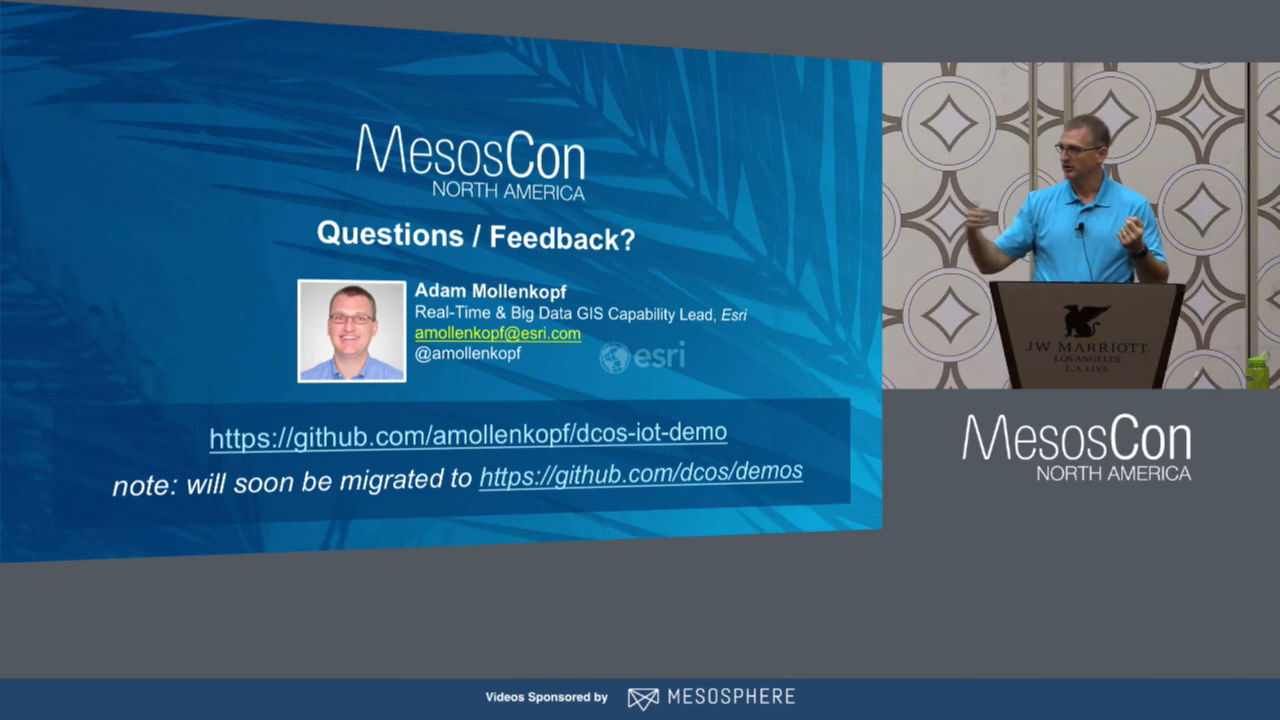 MesosCon
NORTH AMERICA
Questions / Feedback?
Adam Mollenkopf
Real-Time & Big Data GIS Capability Lead, Esri
amollenkopf@esri.com
@amollenkopf
esri
https://github.com/amollenkopf/dcos-iot-demo
note: will soon be migrated to https://github.com/dcos/demos
JW MARRIOTT
LOS ANGELES
L.A. LIVE
MesosCon
NORTH AMERICA
Videos Sponsored by MESOSPHERE